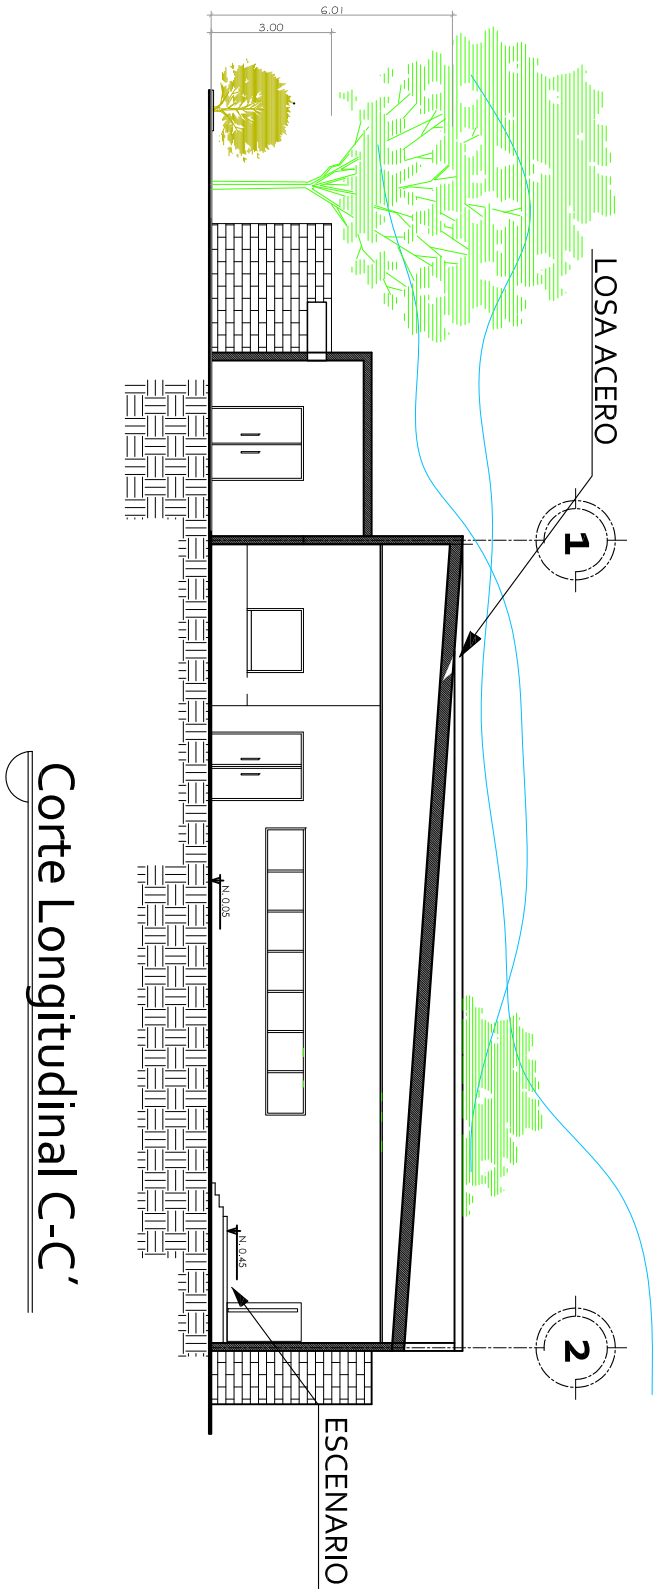 6.01
3.00
LOSA ACERO
1
N. 0.05
N. 0.45
2
ESCENARIO
Corte Longitudinal C-C'